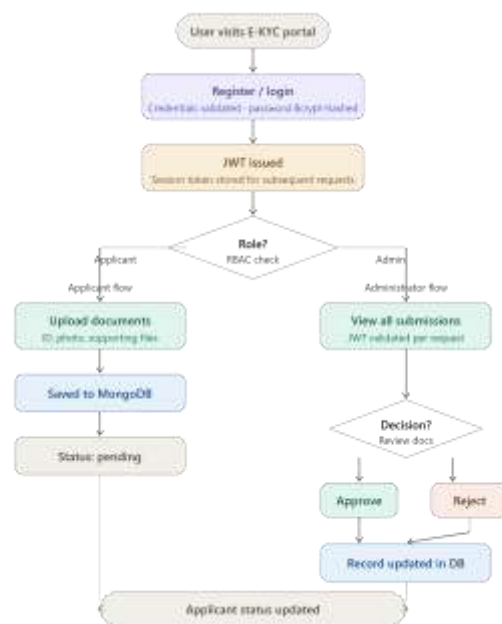 User visits E-KYC portal
Register / login
Credentials validated · password Bcrypt-Hashed
JWT issued
Session token stored for subsequent requests
Role?
RBAC check
Applicant
Admin
Applicant flow
Administrator flow
Upload documents
ID, photo, supporting files
View all submissions
JWT validated per request
Saved to MongoDB
Decision?
Review docs
Status: pending
Approve
Reject
Record updated in DB
Applicant status updated